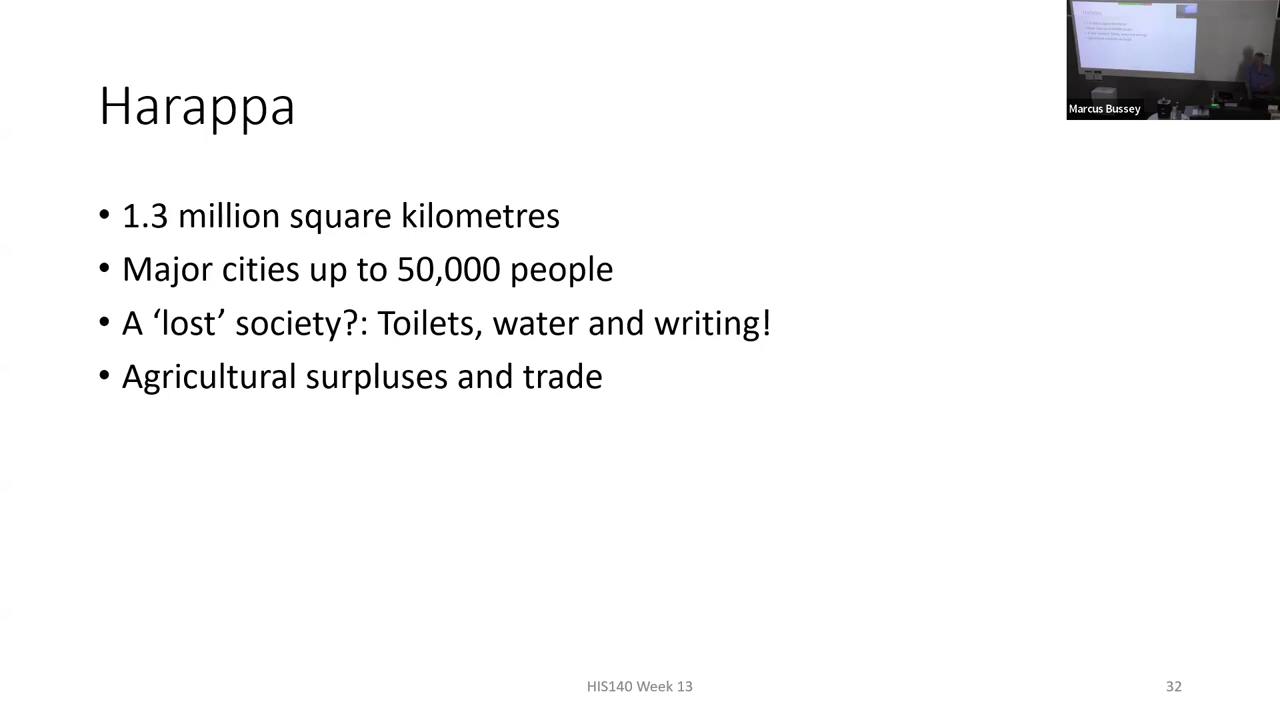 Harappa
Marcus Bussey
• 1.3 million square kilometres
• Major cities up to 50,000 people
• A ‘lost’ society?: Toilets, water and writing!
• Agricultural surpluses and trade
HIS140 Week 13
32